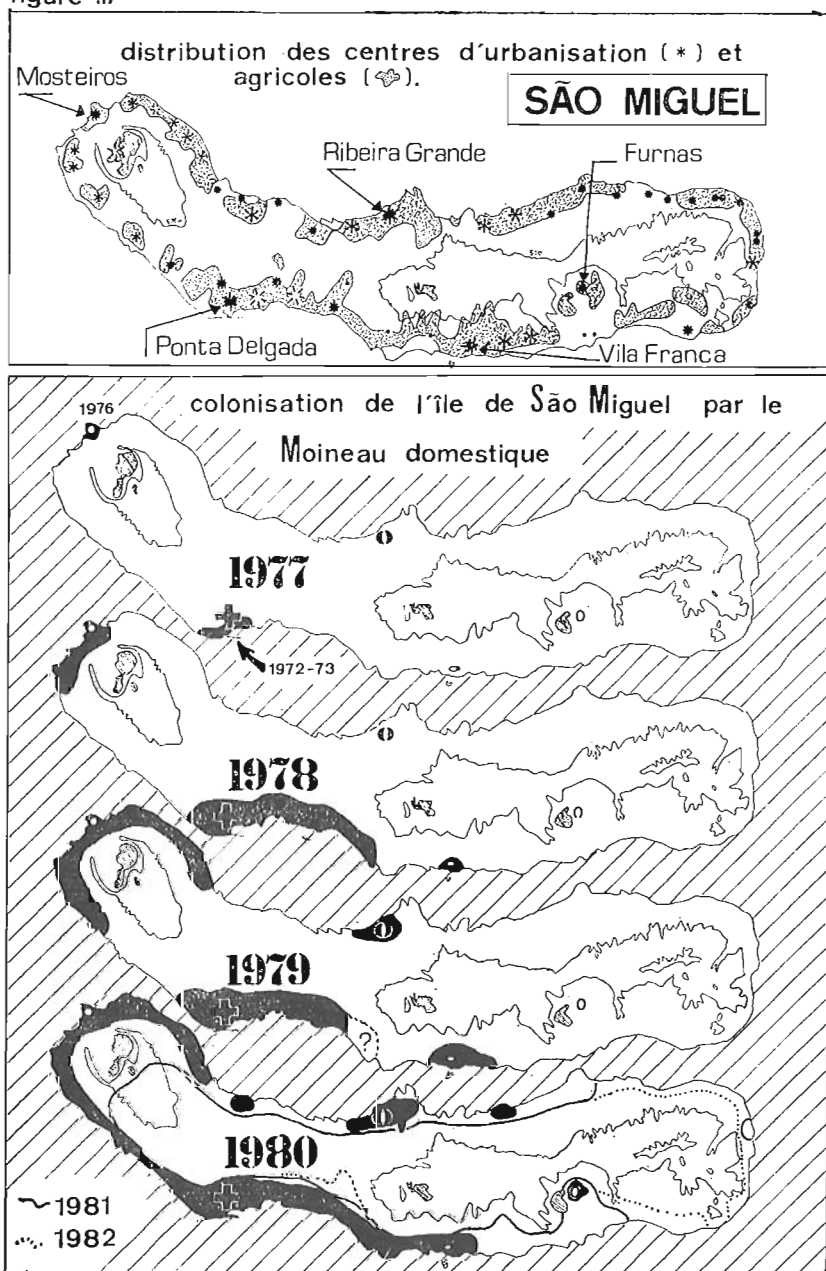 distribution des centres d'urbanisation (*) et
agricoles ( ).
Mosteiros
SÃO MIGUEL
Ribeira Grande
Furnas
Ponta Delgada
Vila Franca
1976
colonisation de l'île de São Miguel par le
Moineau domestique
1977
1972-73
1978
1979
?
1980
1981
1982